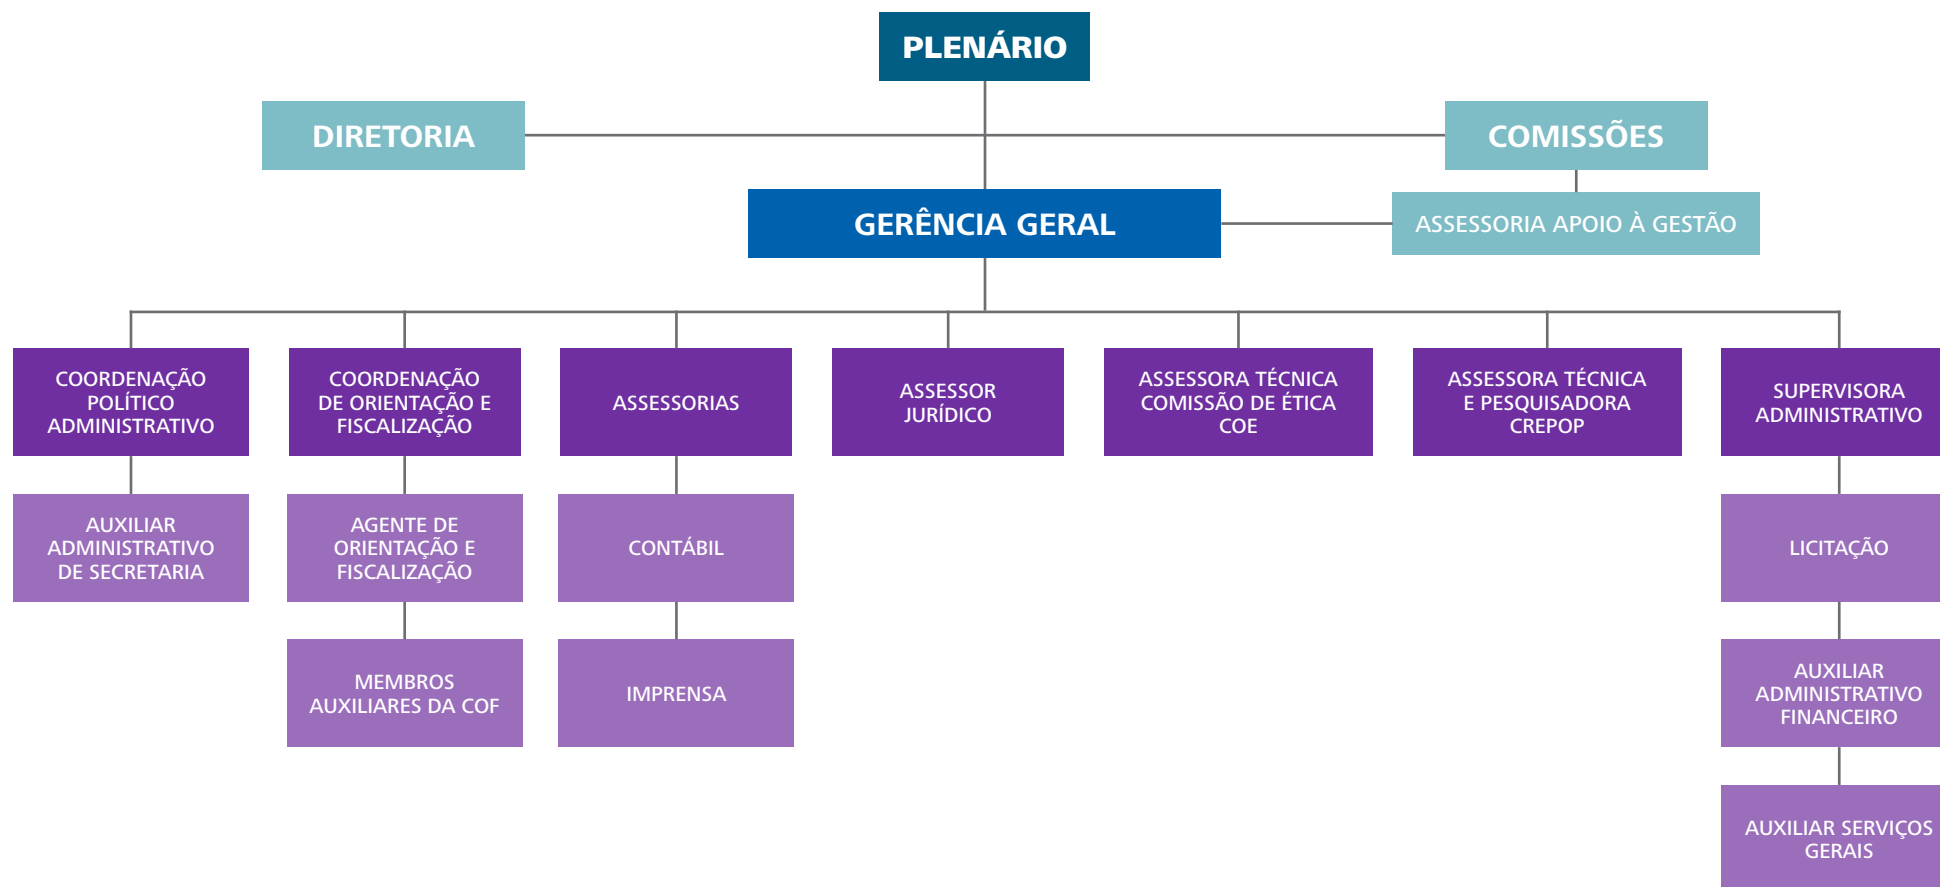 PLENÁRIO
DIRETORIA
COMISSÕES
GERÊNCIA GERAL
ASSESSORIA APOIO À GESTÃO
COORDENAÇÃO
POLÍTICO
ADMINISTRATIVO
COORDENAÇÃO
DE ORIENTAÇÃO E
FISCALIZAÇÃO
ASSESSORIAS
ASSESSOR
JURÍDICO
ASSESSORA TÉCNICA
COMISSÃO DE ÉTICA
COE
ASSESSORA TÉCNICA
E PESQUISADORA
CREPOP
SUPERVISORA
ADMINISTRATIVO
AUXILIAR
ADMINISTRATIVO
DE SECRETARIA
AGENTE DE
ORIENTAÇÃO E
FISCALIZAÇÃO
CONTÁBIL
LICITAÇÃO
MEMBROS
AUXILIARES DA COF
IMPRENSA
AUXILIAR
ADMINISTRATIVO
FINANCEIRO
AUXILIAR SERVIÇOS
GERAIS